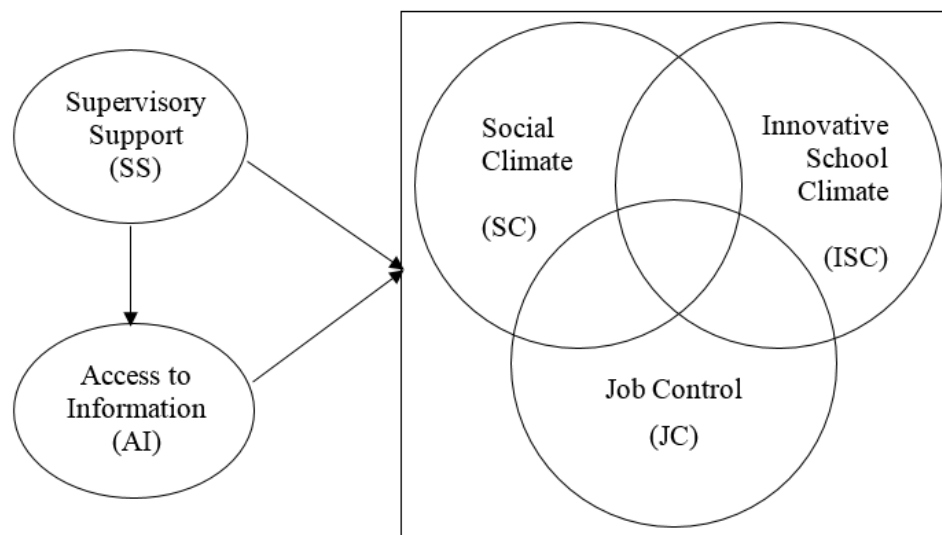 Supervisory
Support
(SS)
Access to
Information
(AI)
Social
Climate
(SC)
Innovative
School
Climate
(ISC)
Job Control
(JC)